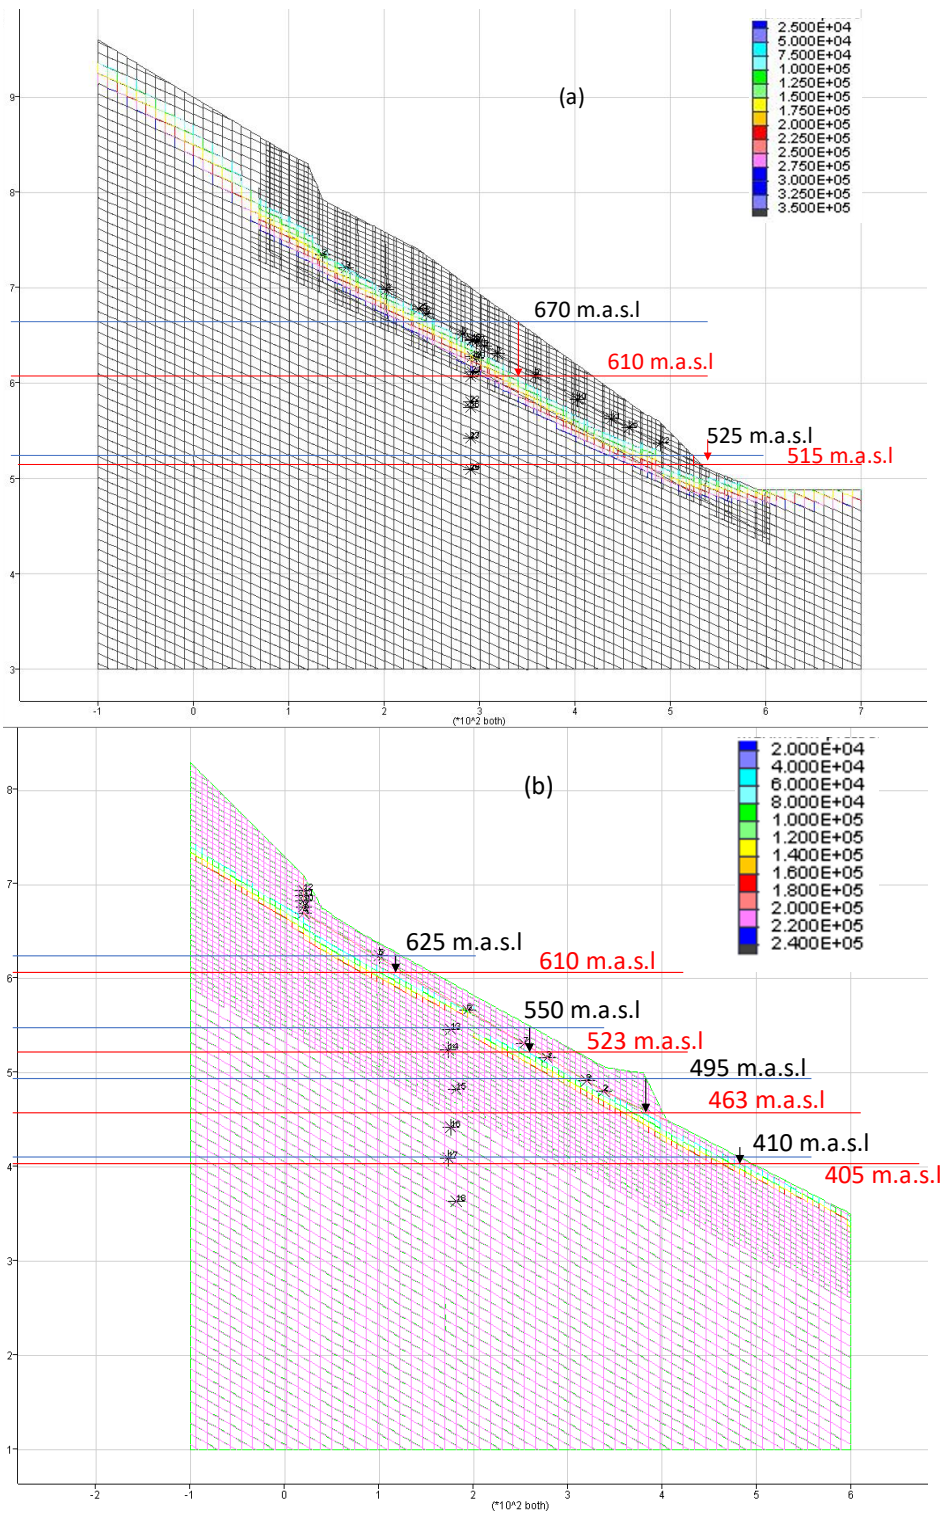 2.500E+04
5.000E+04
7.500E+04
1.000E+05
1.250E+05
1.500E+05
1.750E+05
2.000E+05
2.250E+05
2.500E+05
2.750E+05
3.000E+05
3.250E+05
3.500E+05
(a)
9
8
7
6
5
4
3
670 m.a.s.l
610 m.a.s.l
525 m.a.s.l
515 m.a.s.l
-1 0 1 2 3 4 5 6 7
(*10^2 both)
2.000E+04
4.000E+04
6.000E+04
8.000E+04
1.000E+05
1.200E+05
1.400E+05
1.600E+05
1.800E+05
2.000E+05
2.200E+05
2.400E+05
(b)
8
7
6
5
4
3
2
1
625 m.a.s.l
610 m.a.s.l
550 m.a.s.l
523 m.a.s.l
495 m.a.s.l
463 m.a.s.l
410 m.a.s.l
405 m.a.s.l
-2 -1 0 1 2 3 4 5 6
(*10^2 both)